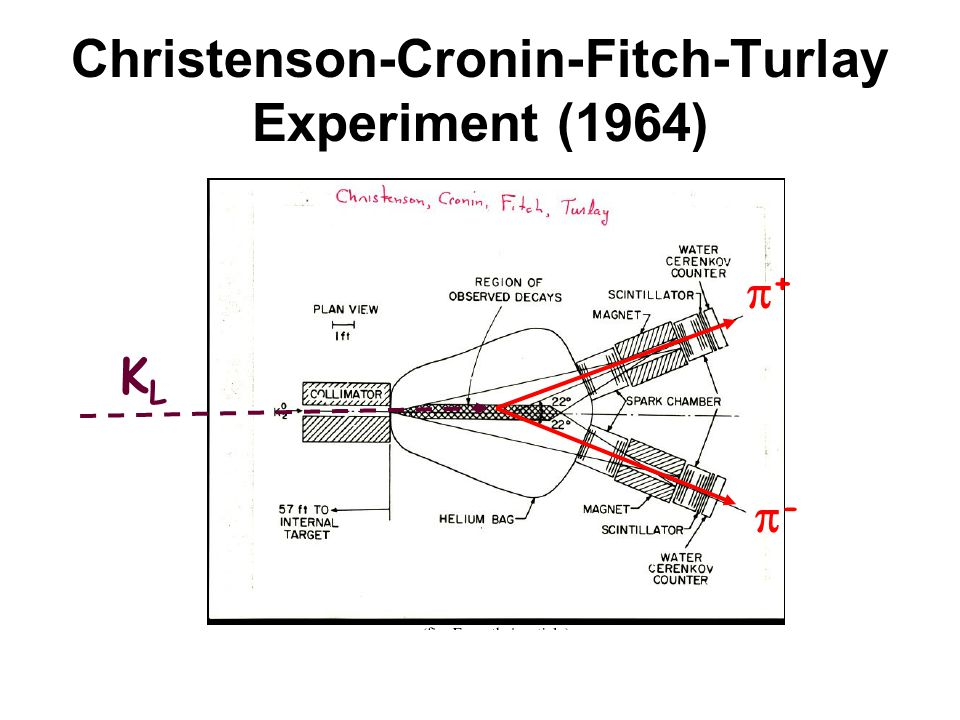 Christenson-Cronin-Fitch-Turlay
Experiment (1964)
Christenson, Cronin, Fitch, Turlay
WATER
CERENKOV
COUNTER
π+
REGION OF
OBSERVED DECAYS
SCINTILLATOR
MAGNET
PLAN VIEW
1ft
KL
COLLIMATOR
22°
22°
SPARK CHAMBER
57 ft TO
INTERNAL
TARGET
HELIUM BAG
MAGNET
SCINTILLATOR
π-
WATER
CERENKOV
COUNTER